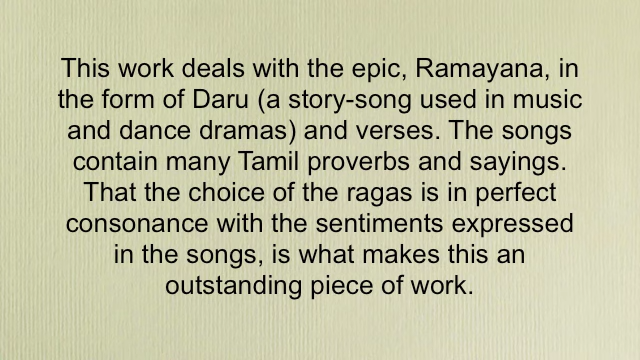 This work deals with the epic, Ramayana, in
the form of Daru (a story-song used in music
and dance dramas) and verses. The songs
contain many Tamil proverbs and sayings.
That the choice of the ragas is in perfect
consonance with the sentiments expressed
in the songs, is what makes this an
outstanding piece of work.